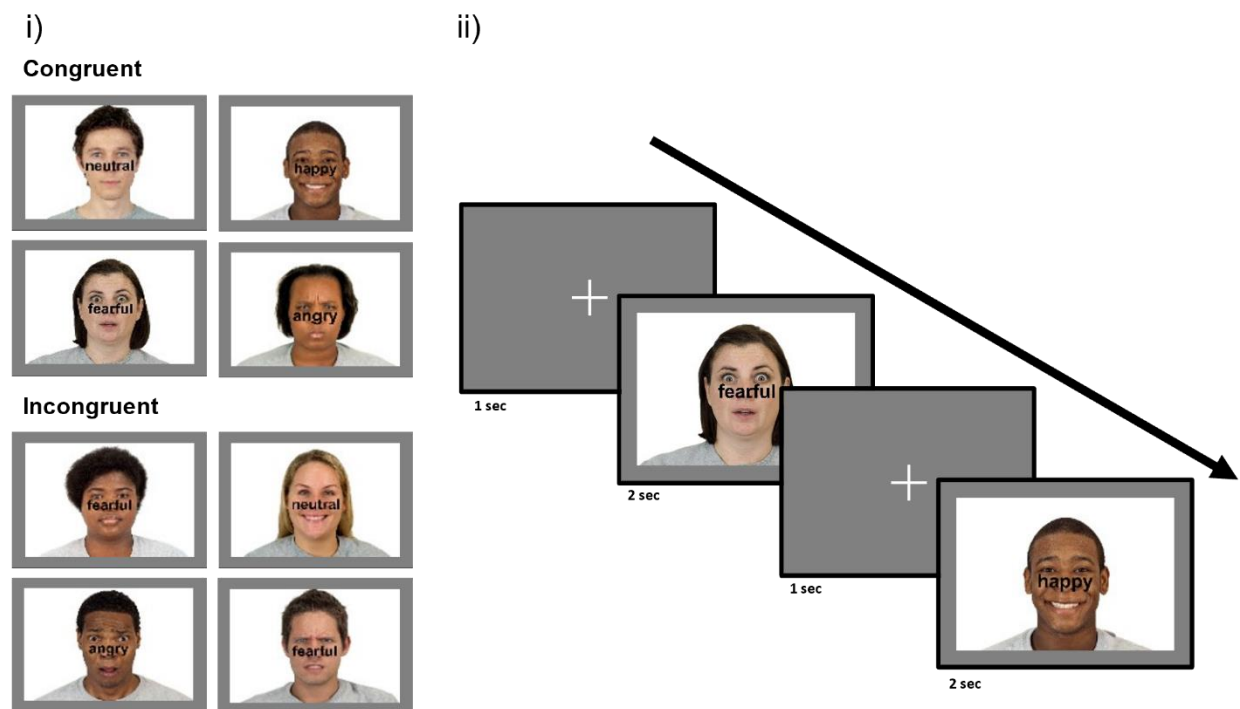 i)
Congruent
neutral
happy
fearful
angry
Incongruent
fearful
neutral
angry
fearful
ii)
1 sec
fearful
2 sec
1 sec
happy
2 sec